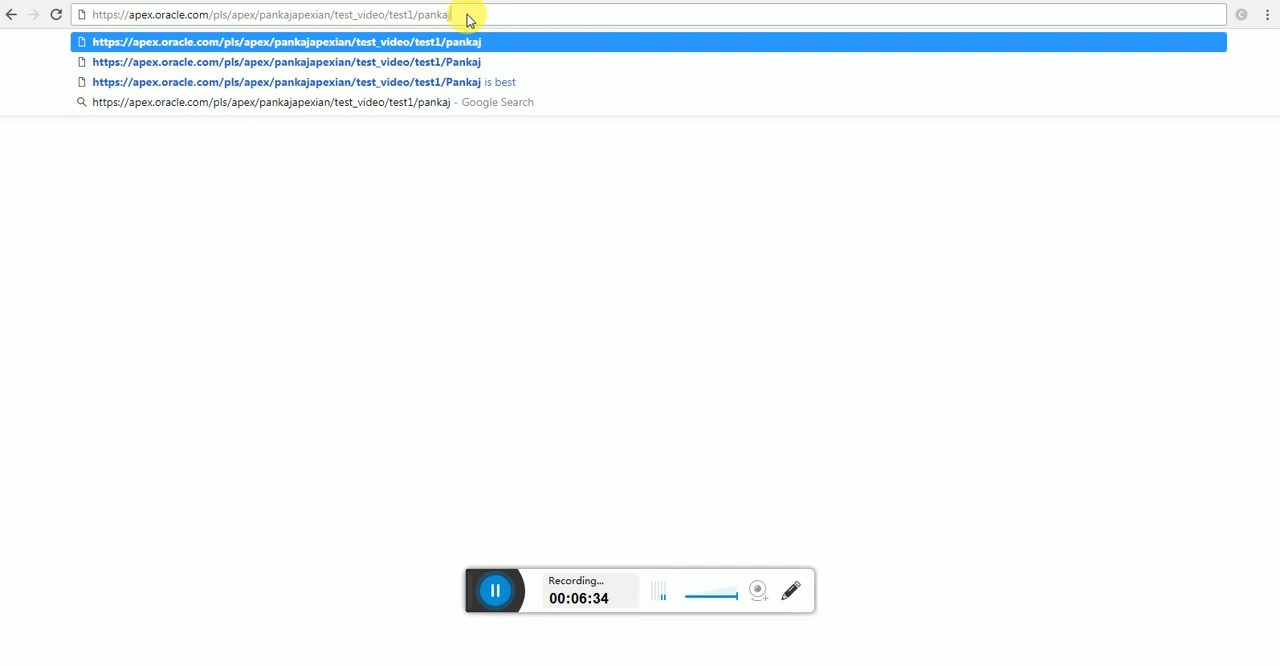 https://apex.oracle.com/pls/apex/pankajapexian/test_video/test1/pankaj
https://apex.oracle.com/pls/apex/pankajapexian/test_video/test1/pankaj
https://apex.oracle.com/pls/apex/pankajapexian/test_video/test1/Pankaj
https://apex.oracle.com/pls/apex/pankajapexian/test_video/test1/Pankaj is best
https://apex.oracle.com/pls/apex/pankajapexian/test_video/test1/pankaj - Google Search
Recording...
00:06:34